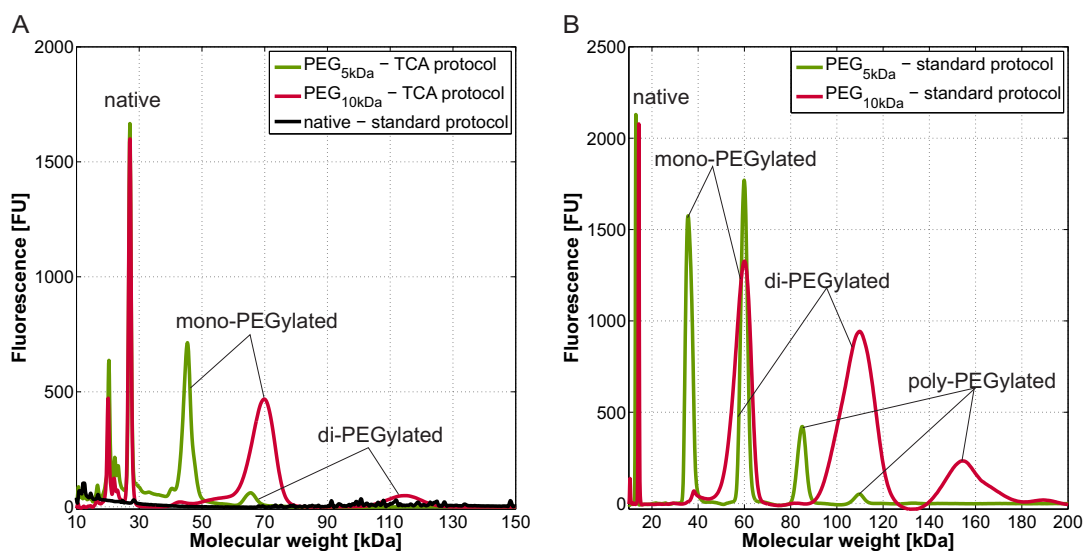 A
2000
1500
1000
500
0
Fluorescence [FU]
10 30 50 70 90 110 130 150
Molecular weight [kDa]
PEG5kDa − TCA protocol
PEG10kDa − TCA protocol
native − standard protocol
native
mono-PEGylated
di-PEGylated
B
2500
2000
1500
1000
500
0
Fluorescence [FU]
20 40 60 80 100 120 140 160 180 200
Molecular weight [kDa]
PEG5kDa − standard protocol
PEG10kDa − standard protocol
native
mono-PEGylated
di-PEGylated
poly-PEGylated